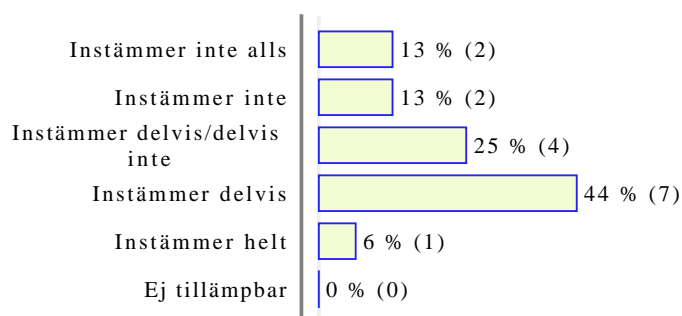 Instämmer inte alls 13 % (2)
Instämmer inte 13 % (2)
Instämmer delvis/delvis
inte 25 % (4)
Instämmer delvis 44 % (7)
Instämmer helt 6 % (1)
Ej tillämpbar 0 % (0)